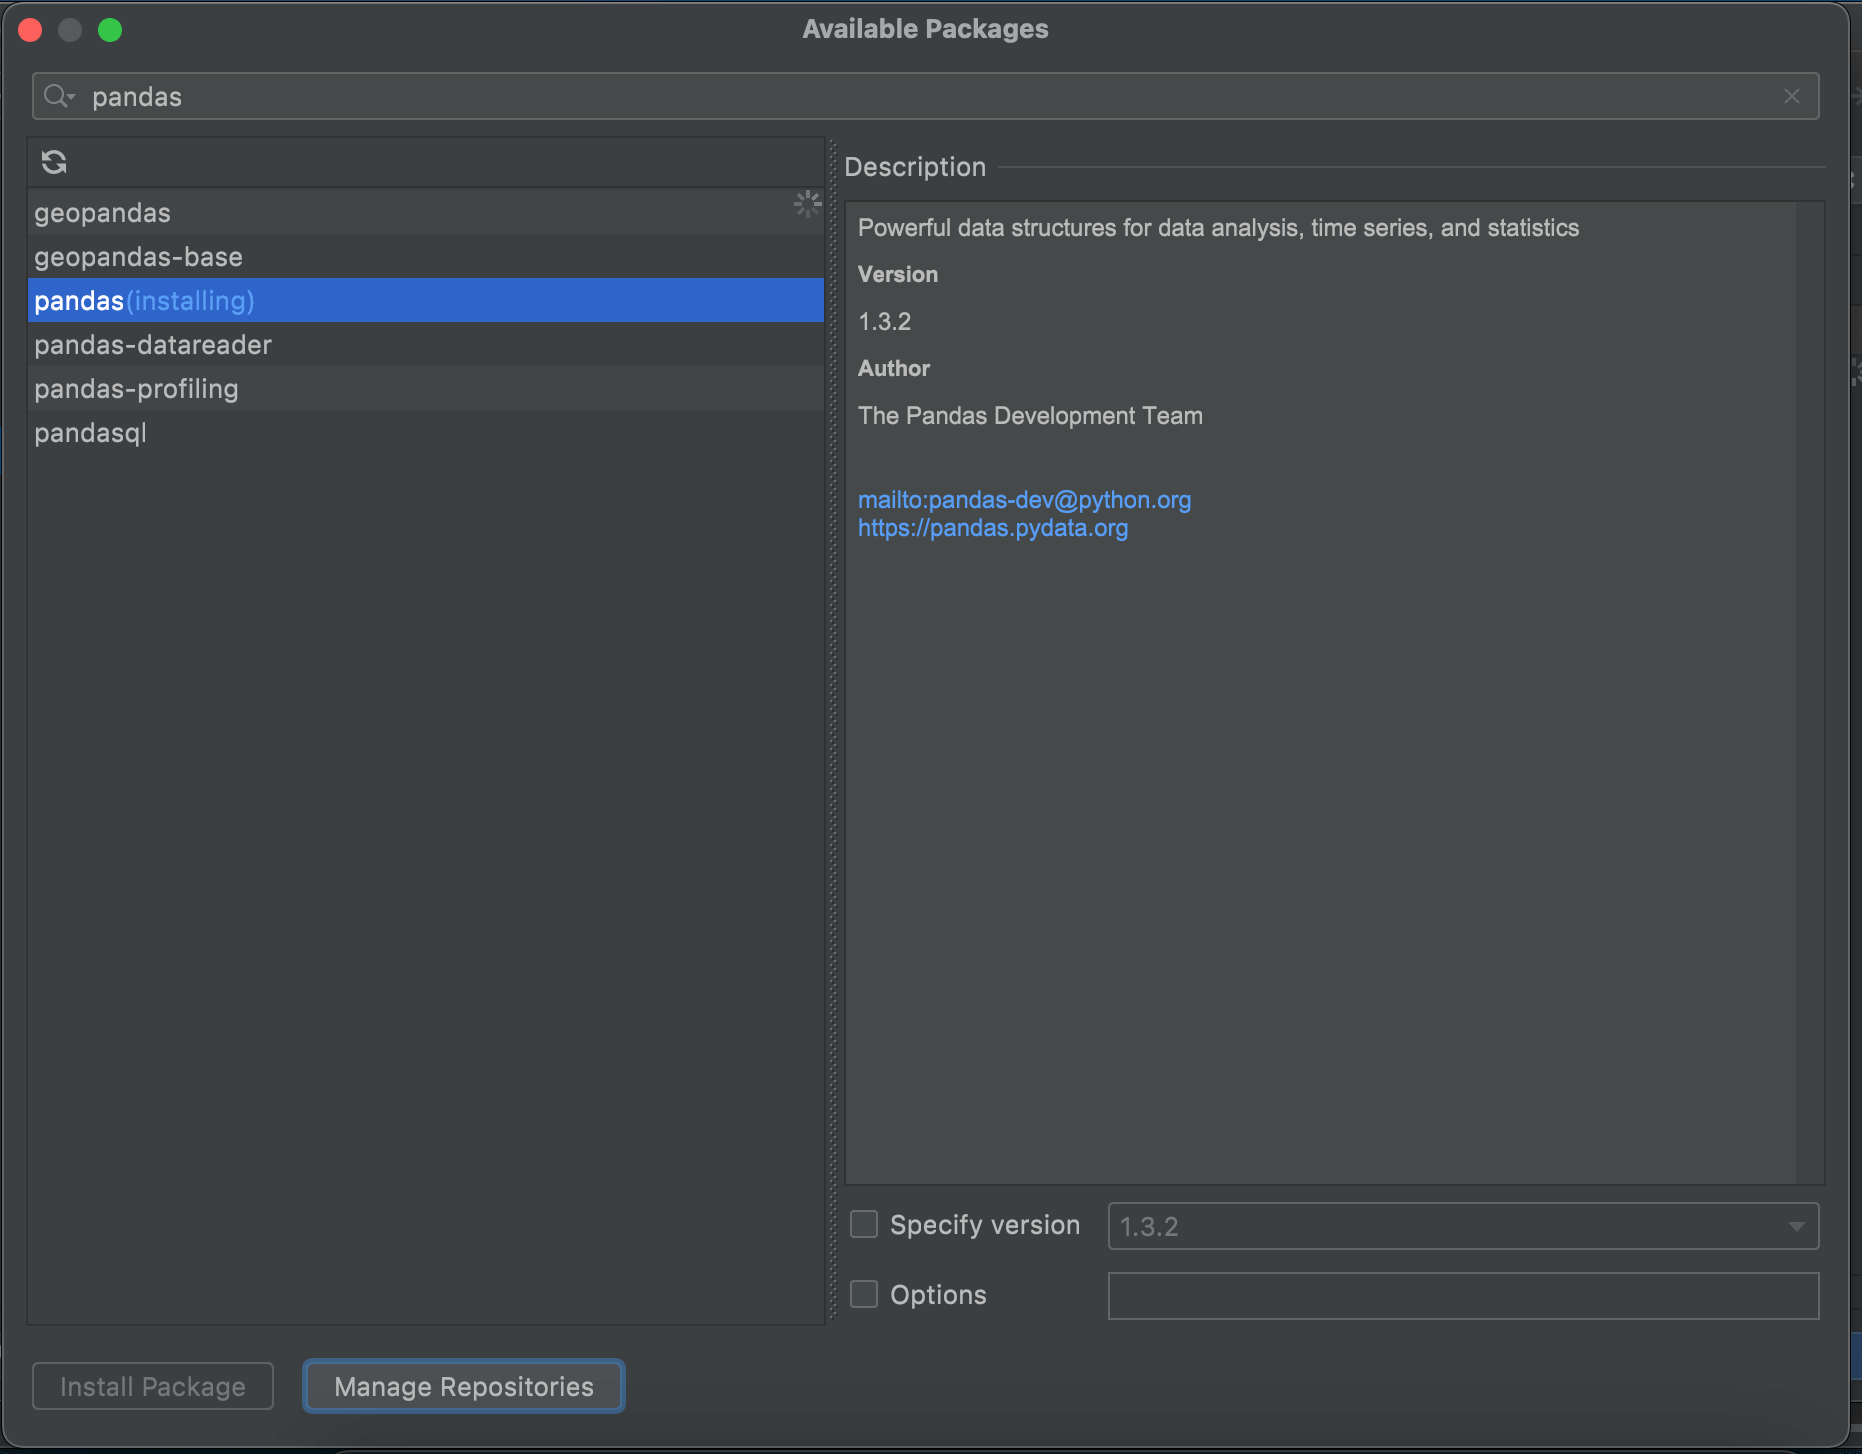 Available Packages
pandas
geopandas
geopandas-base
pandas(installing)
pandas-datareader
pandas-profiling
pandasql
Description
Powerful data structures for data analysis, time series, and statistics
Version
1.3.2
Author
The Pandas Development Team
mailto:pandas-dev@python.org
https://pandas.pydata.org
Specify version
1.3.2
Options
Install Package
Manage Repositories